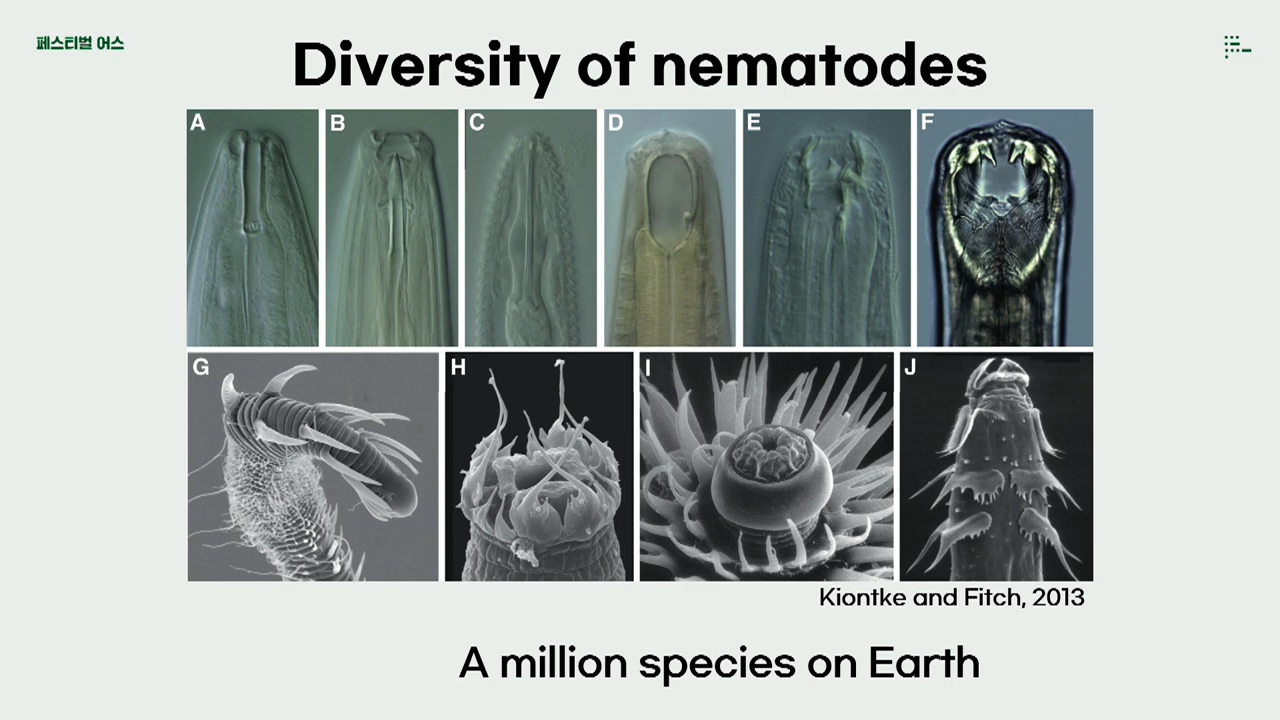 페스티벌 어스
Diversity of nematodes
A
B
C
D
E
F
G
H
I
J
Kiontke and Fitch, 2013
A million species on Earth